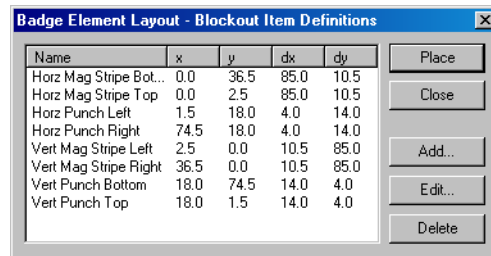 Badge Element Layout - Blockout Item Definitions
Name x y dx dy
Horz Mag Stripe Bot... 0.0 36.5 85.0 10.5
Horz Mag Stripe Top 0.0 2.5 85.0 10.5
Horz Punch Left 1.5 18.0 4.0 14.0
Horz Punch Right 74.5 18.0 4.0 14.0
Vert Mag Stripe Left 2.5 0.0 10.5 85.0
Vert Mag Stripe Right 36.5 0.0 10.5 85.0
Vert Punch Bottom 18.0 74.5 14.0 4.0
Vert Punch Top 18.0 1.5 14.0 4.0
Place
Close
Add...
Edit...
Delete